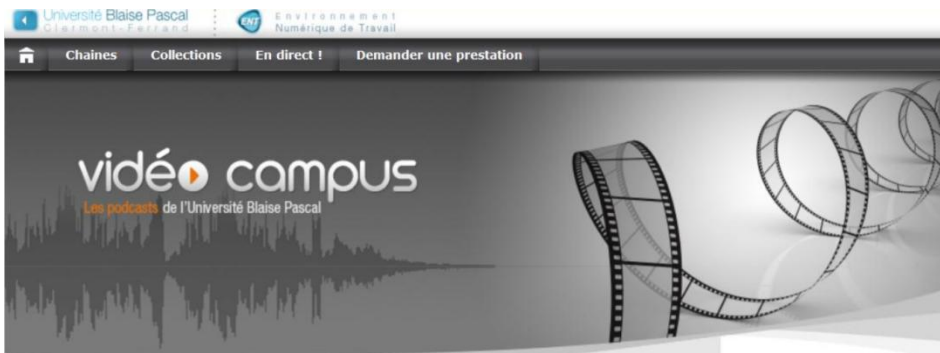 Université Blaise Pascal
Clermont-Ferrand
ENT
Environnement
Numérique de Travail
Chaines Collections En direct ! Demander une prestation
vidéo campus
Les podcasts de l'Université Blaise Pascal